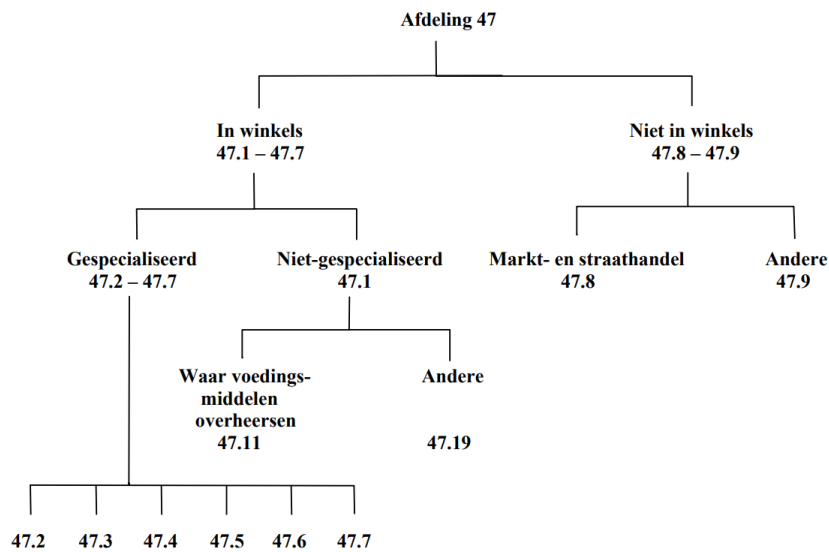 Afdeling 47
In winkels
47.1 – 47.7
Niet in winkels
47.8 – 47.9
Gespecialiseerd
47.2 – 47.7
Niet-gespecialiseerd
47.1
Markt- en straathandel
47.8
Andere
47.9
Waar voedings-
middelen
overheersen
47.11
Andere
47.19
47.2
47.3
47.4
47.5
47.6
47.7